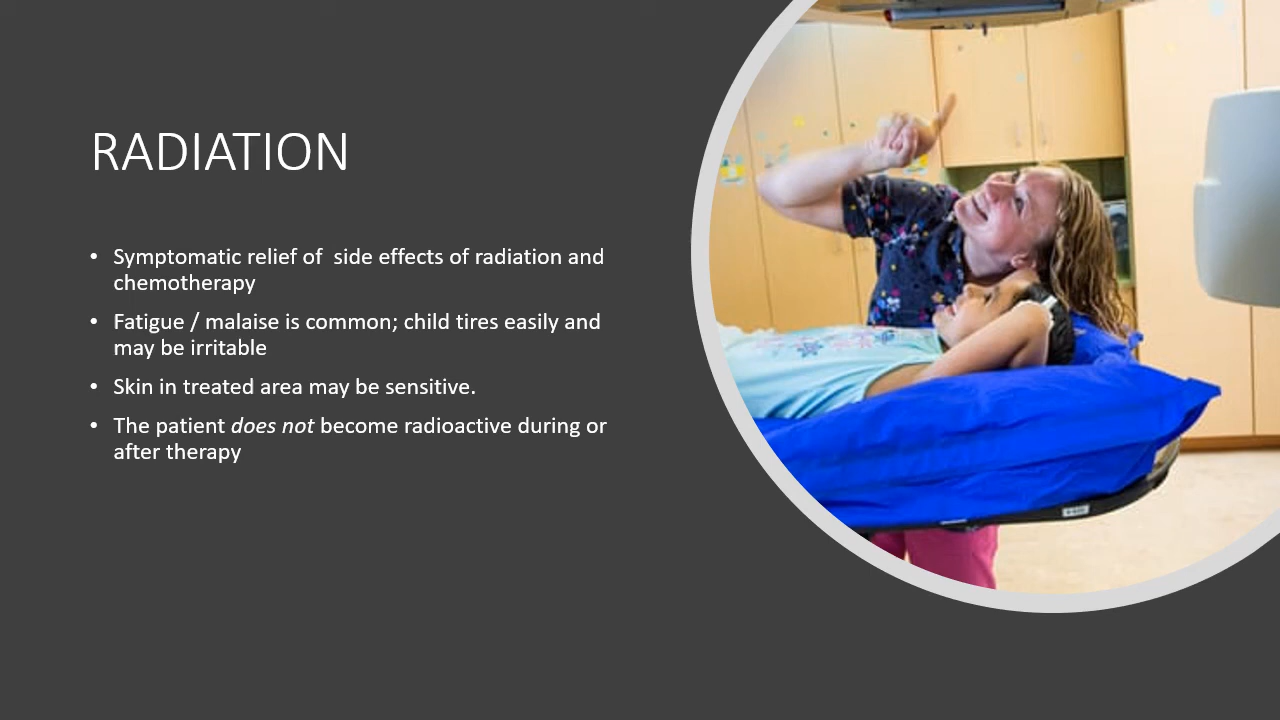 RADIATION
• Symptomatic relief of  side effects of radiation and
chemotherapy
• Fatigue / malaise is common; child tires easily and
may be irritable
• Skin in treated area may be sensitive.
• The patient does not become radioactive during or
after therapy